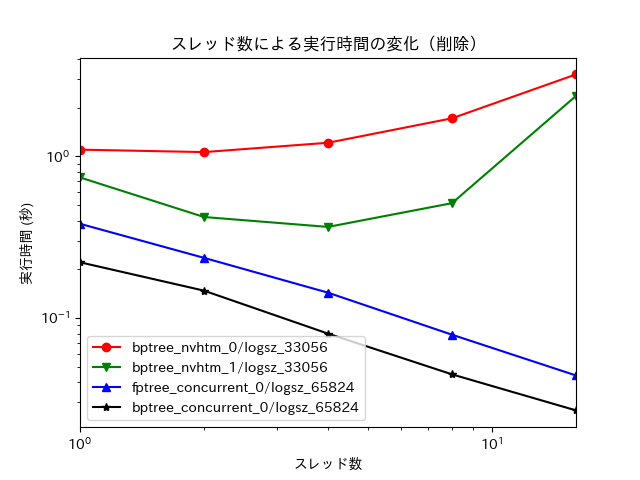 スレッド数による実行時間の変化（削除）
実行時間 (秒)
10⁰
10⁻¹
bptree_nvhtm_0/logsz_33056
bptree_nvhtm_1/logsz_33056
fptree_concurrent_0/logsz_65824
bptree_concurrent_0/logsz_65824
10⁰ 10¹
スレッド数